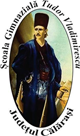 Școala Gimnazială Tudor Vladimirescu
Județul Călărași